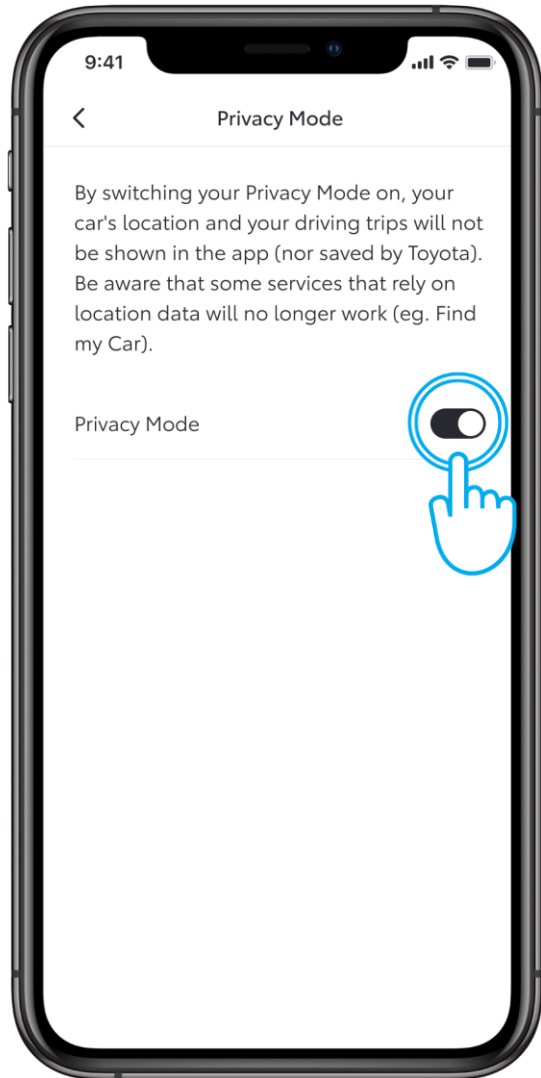 9:41
Privacy Mode
By switching your Privacy Mode on, your
car's location and your driving trips will not
be shown in the app (nor saved by Toyota).
Be aware that some services that rely on
location data will no longer work (eg. Find
my Car).
Privacy Mode